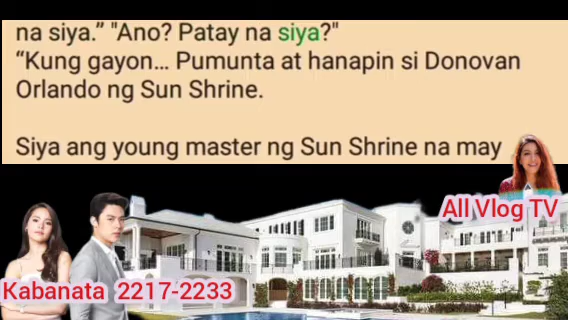 na siya.” "Ano? Patay na siya?"
“Kung gayon… Pumunta at hanapin si Donovan
Orlando ng Sun Shrine.
Siya ang young master ng Sun Shrine na may
All Vlog TV
Kabanata 2217-2233